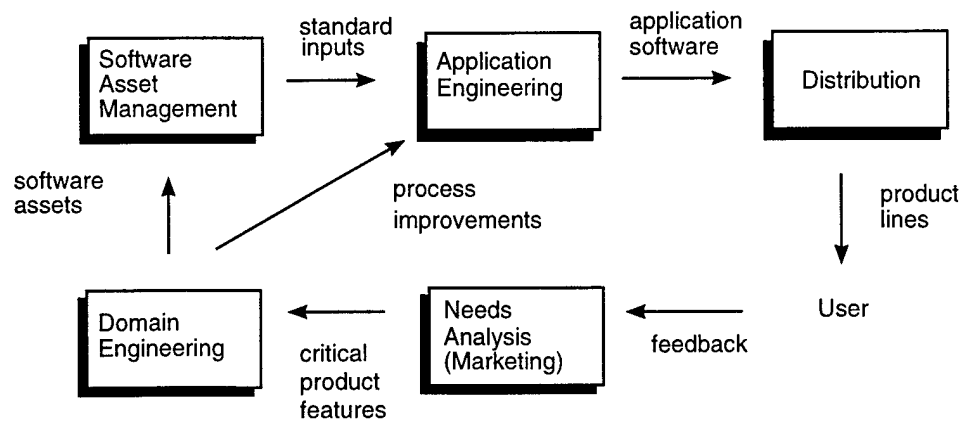 Software
Asset
Management
standard
inputs
Application
Engineering
application
software
Distribution
software
assets
process
improvements
product
lines
Domain
Engineering
critical
product
features
Needs
Analysis
(Marketing)
feedback
User